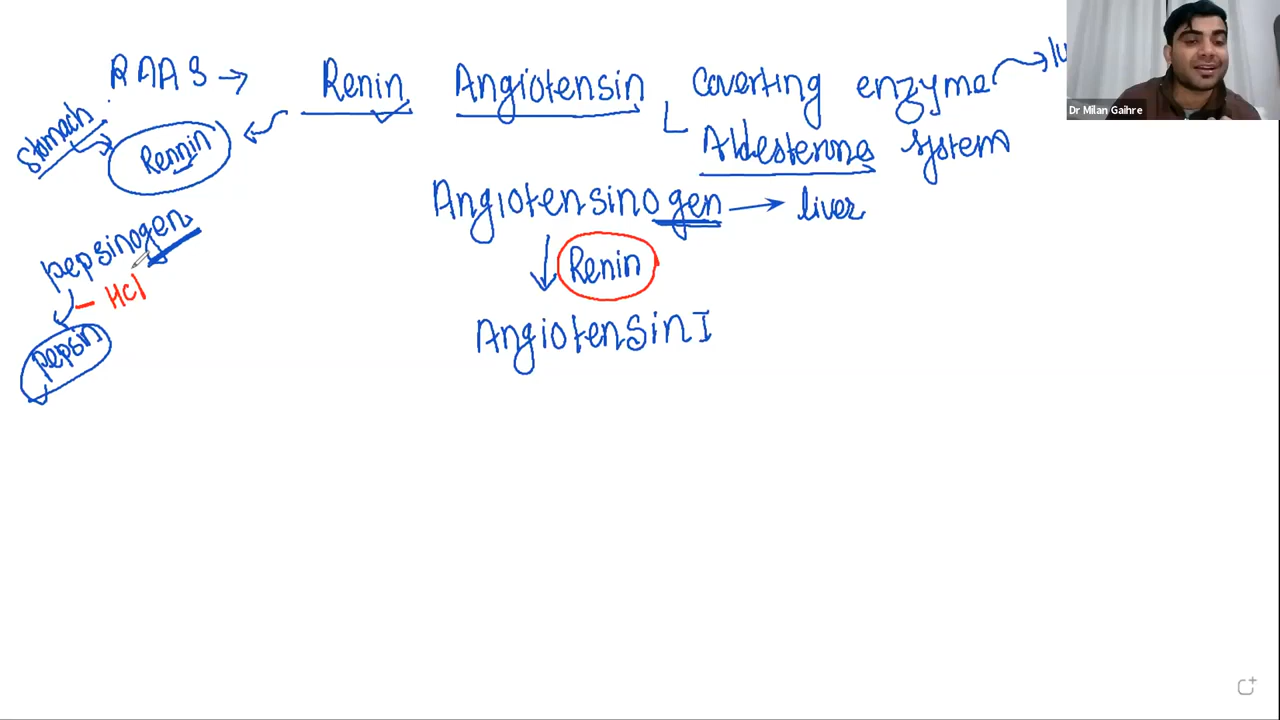 RAAS → Renin Angiotensin Coverting enzyme
Aldesterone system
Stomach
Rennin
Angiotensinogen → liver
pepsinogen
HCl
pepsin
Renin
Angiotensin I
Dr Milan Gaihre